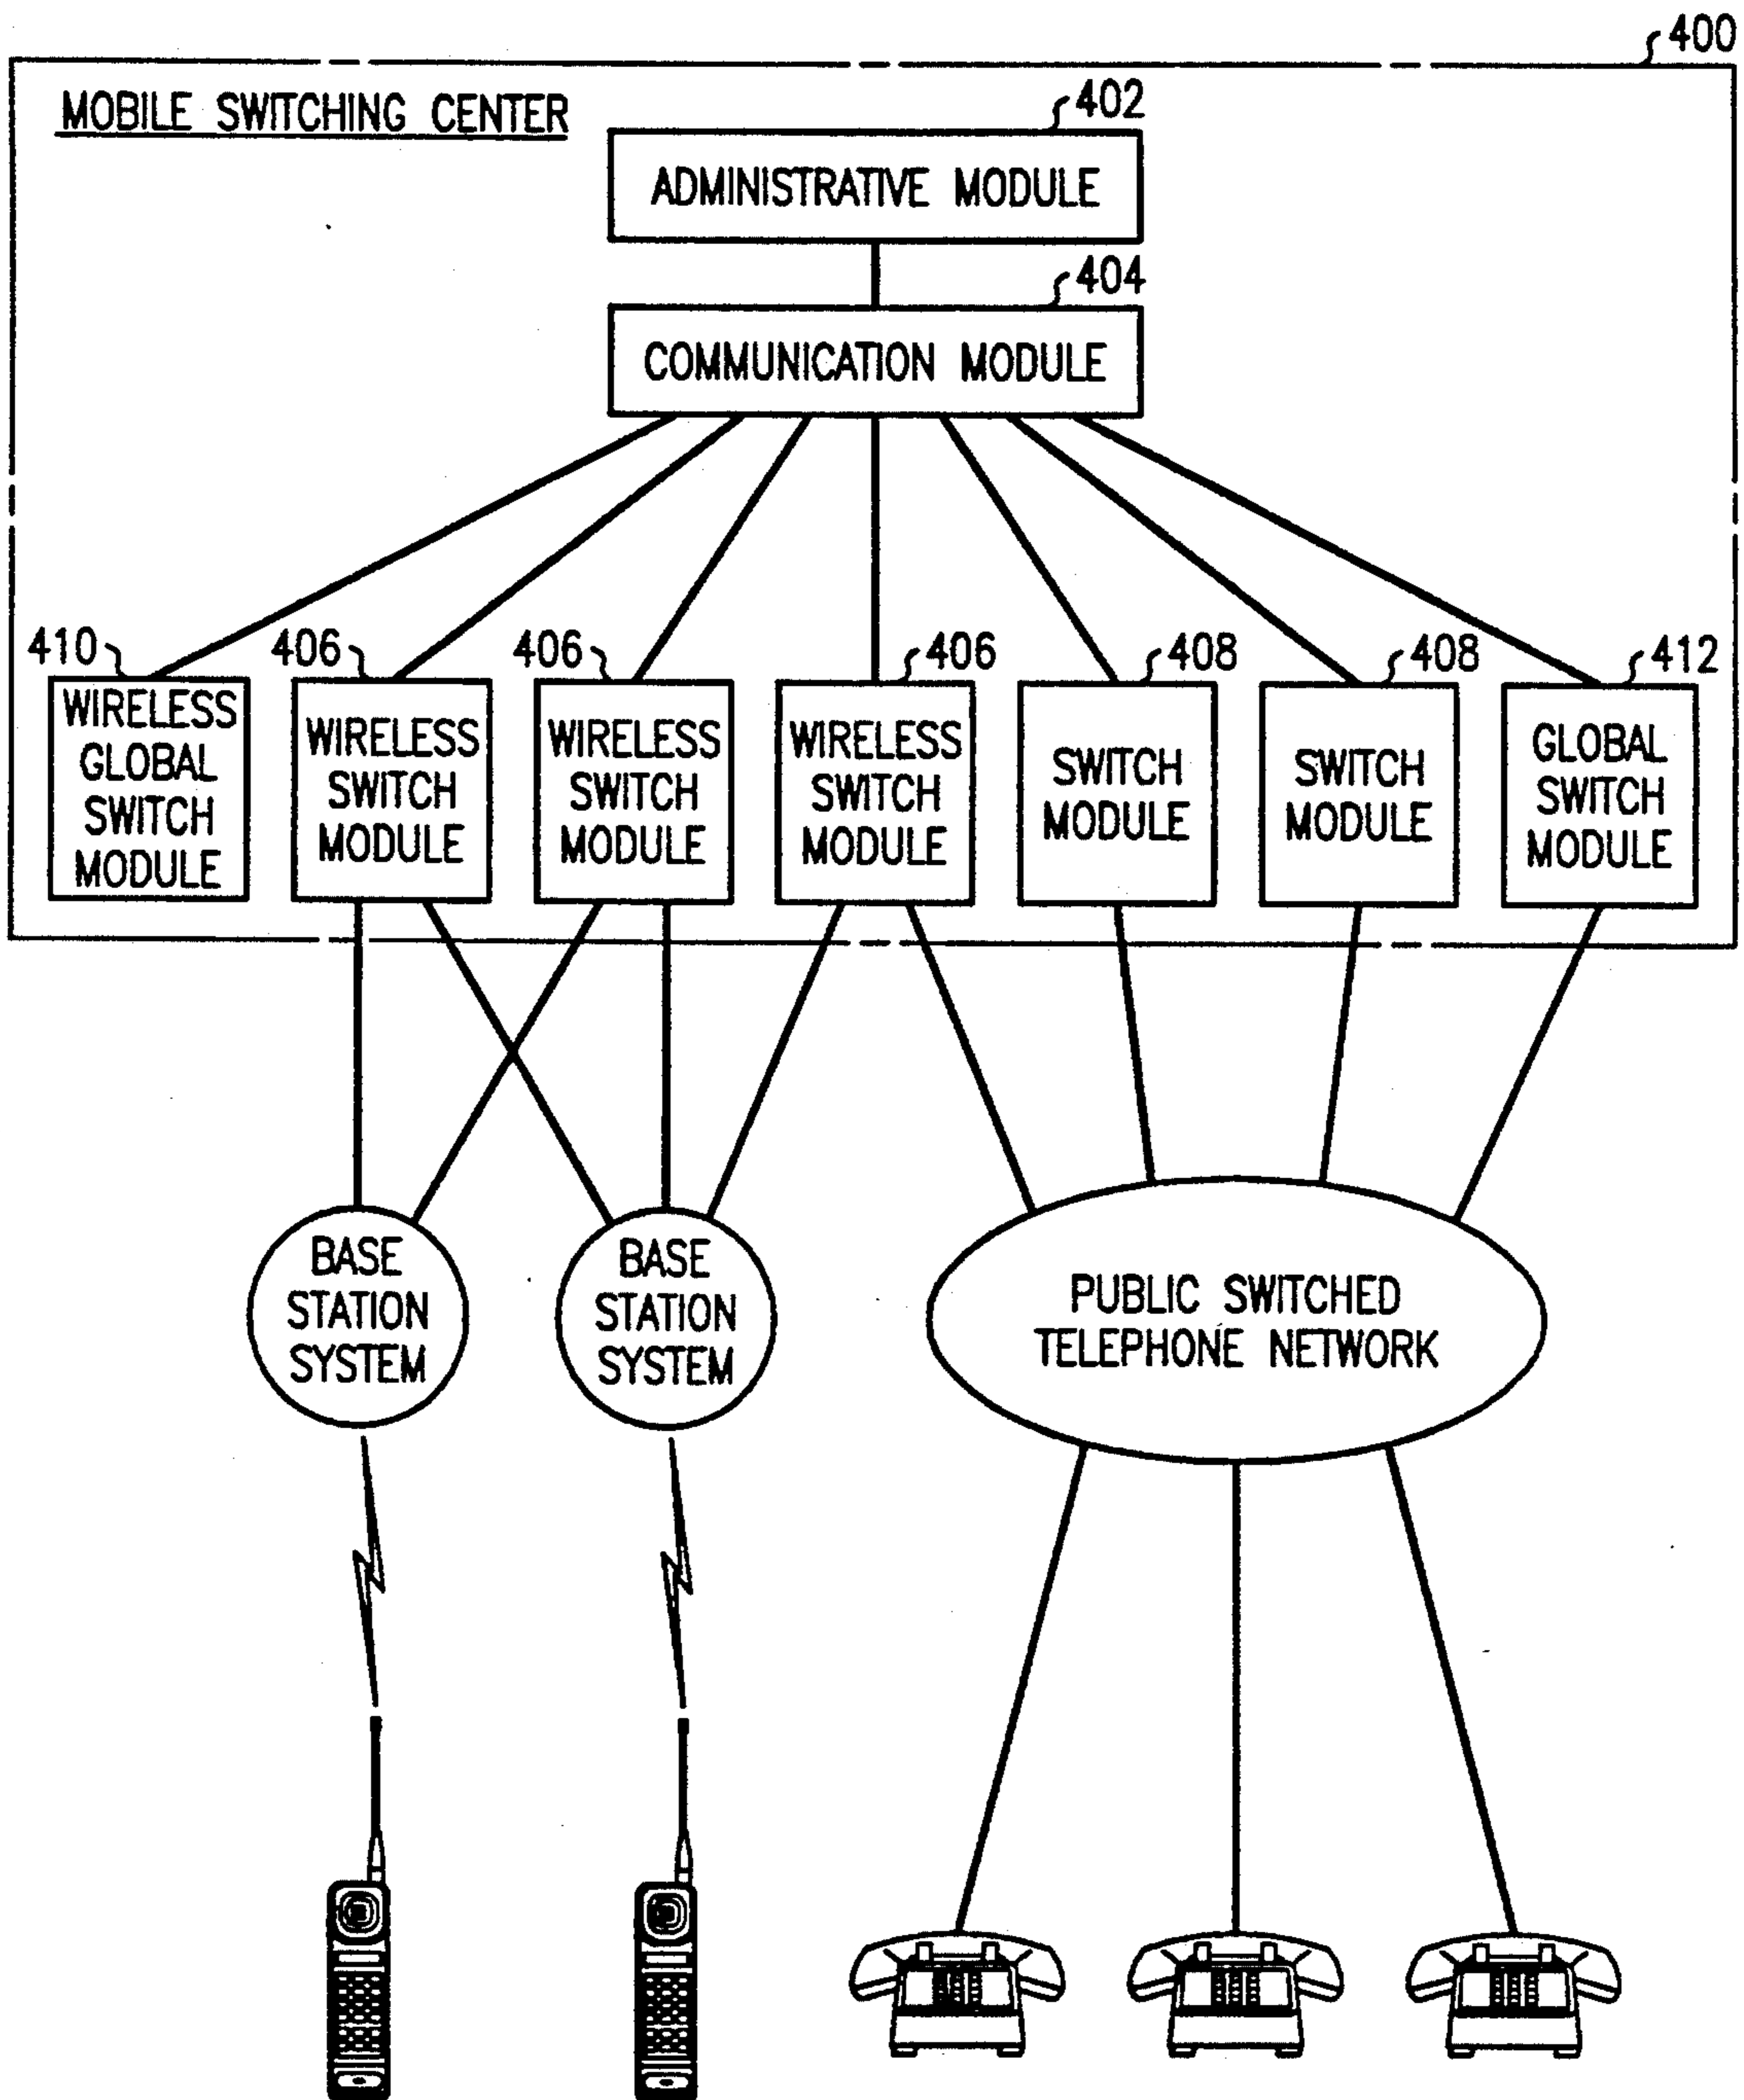 400
MOBILE SWITCHING CENTER
402
ADMINISTRATIVE MODULE
404
COMMUNICATION MODULE
410
406
406
406
408
408
412
WIRELESS
GLOBAL
SWITCH
MODULE
WIRELESS
SWITCH
MODULE
WIRELESS
SWITCH
MODULE
WIRELESS
SWITCH
MODULE
SWITCH
MODULE
SWITCH
MODULE
GLOBAL
SWITCH
MODULE
BASE
STATION
SYSTEM
BASE
STATION
SYSTEM
PUBLIC SWITCHED
TELEPHONE NETWORK